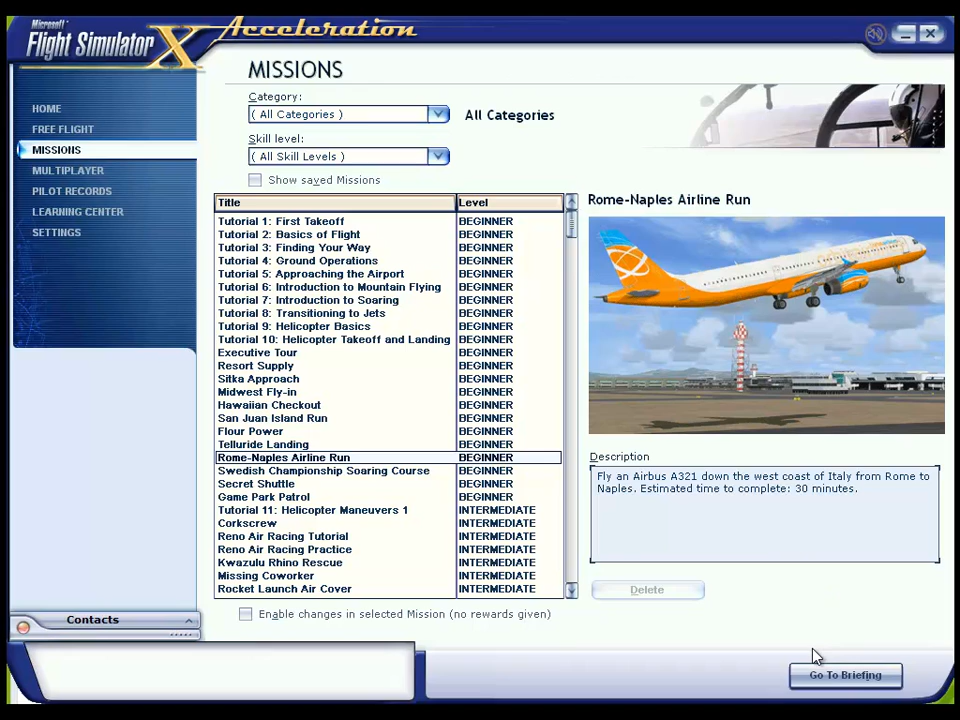 Microsoft
Flight Simulator X
Acceleration
HOME
FREE FLIGHT
MISSIONS
MULTIPLAYER
PILOT RECORDS
LEARNING CENTER
SETTINGS
Contacts
MISSIONS
Category:
( All Categories )
All Categories
Skill level:
( All Skill Levels )
Show saved Missions
Title Level
Tutorial 1: First Takeoff BEGINNER
Tutorial 2: Basics of Flight BEGINNER
Tutorial 3: Finding Your Way BEGINNER
Tutorial 4: Ground Operations BEGINNER
Tutorial 5: Approaching the Airport BEGINNER
Tutorial 6: Introduction to Mountain Flying BEGINNER
Tutorial 7: Introduction to Soaring BEGINNER
Tutorial 8: Transitioning to Jets BEGINNER
Tutorial 9: Helicopter Basics BEGINNER
Tutorial 10: Helicopter Takeoff and Landing BEGINNER
Executive Tour BEGINNER
Resort Supply BEGINNER
Sitka Approach BEGINNER
Midwest Fly-in BEGINNER
Hawaiian Checkout BEGINNER
San Juan Island Run BEGINNER
Flour Power BEGINNER
Telluride Landing BEGINNER
Rome-Naples Airline Run BEGINNER
Swedish Championship Soaring Course BEGINNER
Secret Shuttle BEGINNER
Game Park Patrol BEGINNER
Tutorial 11: Helicopter Maneuvers 1 INTERMEDIATE
Corkscrew INTERMEDIATE
Reno Air Racing Tutorial INTERMEDIATE
Reno Air Racing Practice INTERMEDIATE
Kwazulu Rhino Rescue INTERMEDIATE
Missing Coworker INTERMEDIATE
Rocket Launch Air Cover INTERMEDIATE
Enable changes in selected Mission (no rewards given)
Rome-Naples Airline Run
Description
Fly an Airbus A321 down the west coast of Italy from Rome to
Naples. Estimated time to complete: 30 minutes.
Delete
Go To Briefing